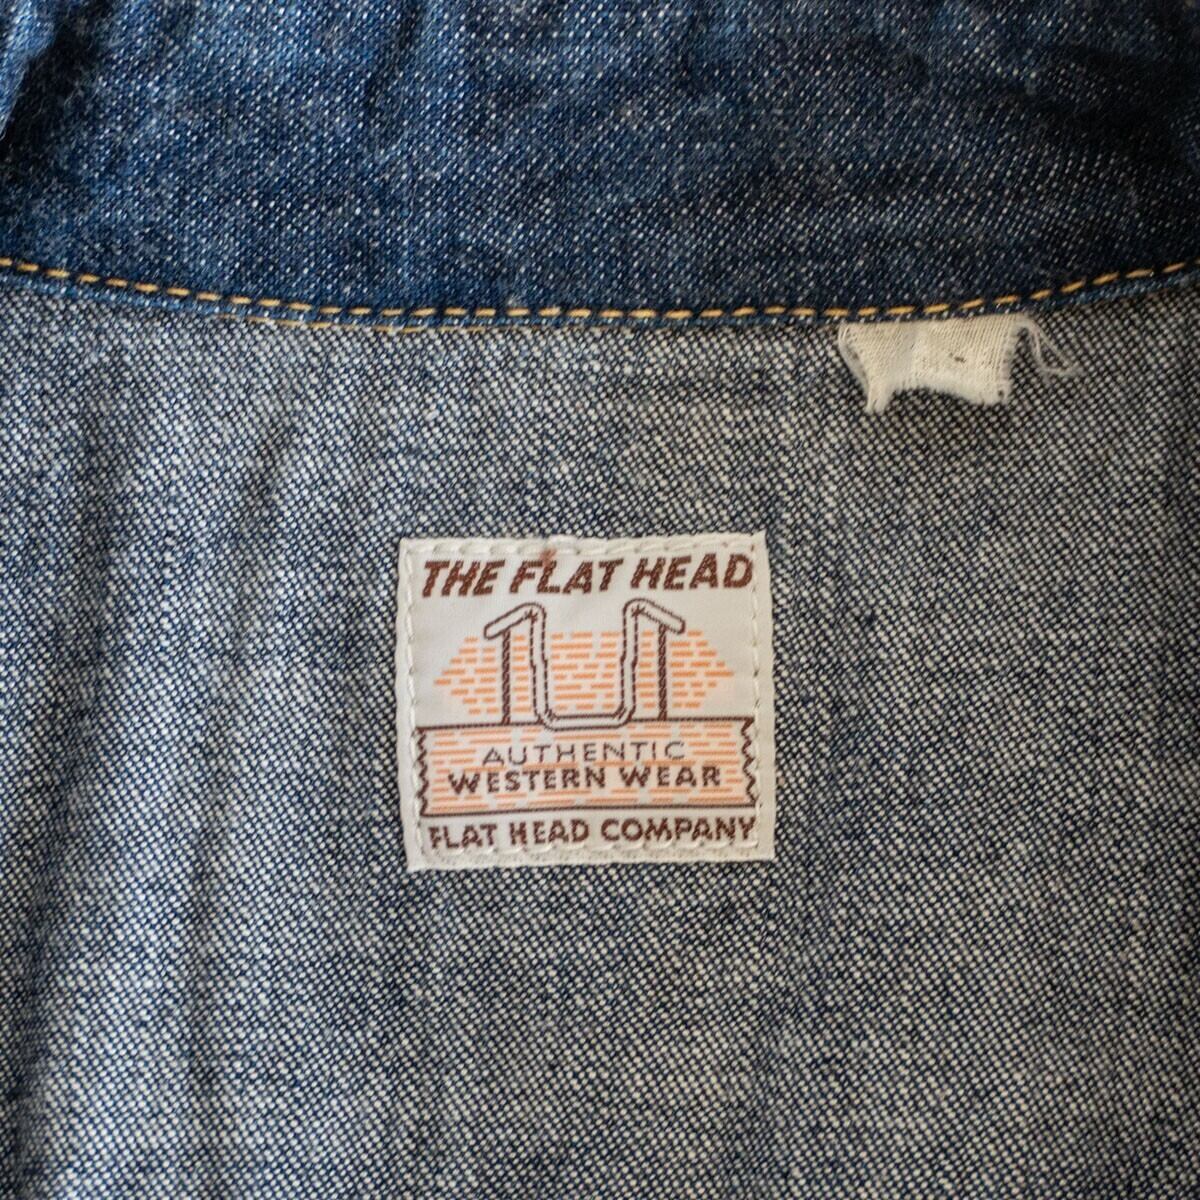 THE FLAT HEAD
AUTHENTIC
WESTERN WEAR
FLAT HEAD COMPANY